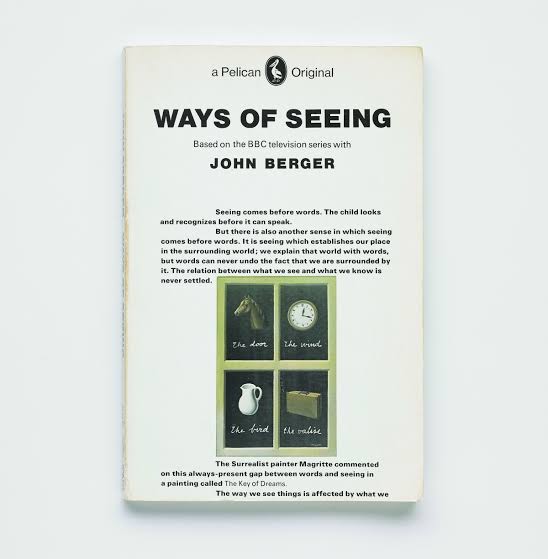 a Pelican Original
WAYS OF SEEING
Based on the BBC television series with
JOHN BERGER
Seeing comes before words. The child looks
and recognizes before it can speak.
But there is also another sense in which seeing
comes before words. It is seeing which establishes our place
in the surrounding world; we explain that world with words,
but words can never undo the fact that we are surrounded by
it. The relation between what we see and what we know is
never settled.
the door
the wind
the bird
the valise
The Surrealist painter Magritte commented
on this always-present gap between words and seeing in
a painting called The Key of Dreams.
The way we see things is affected by what we